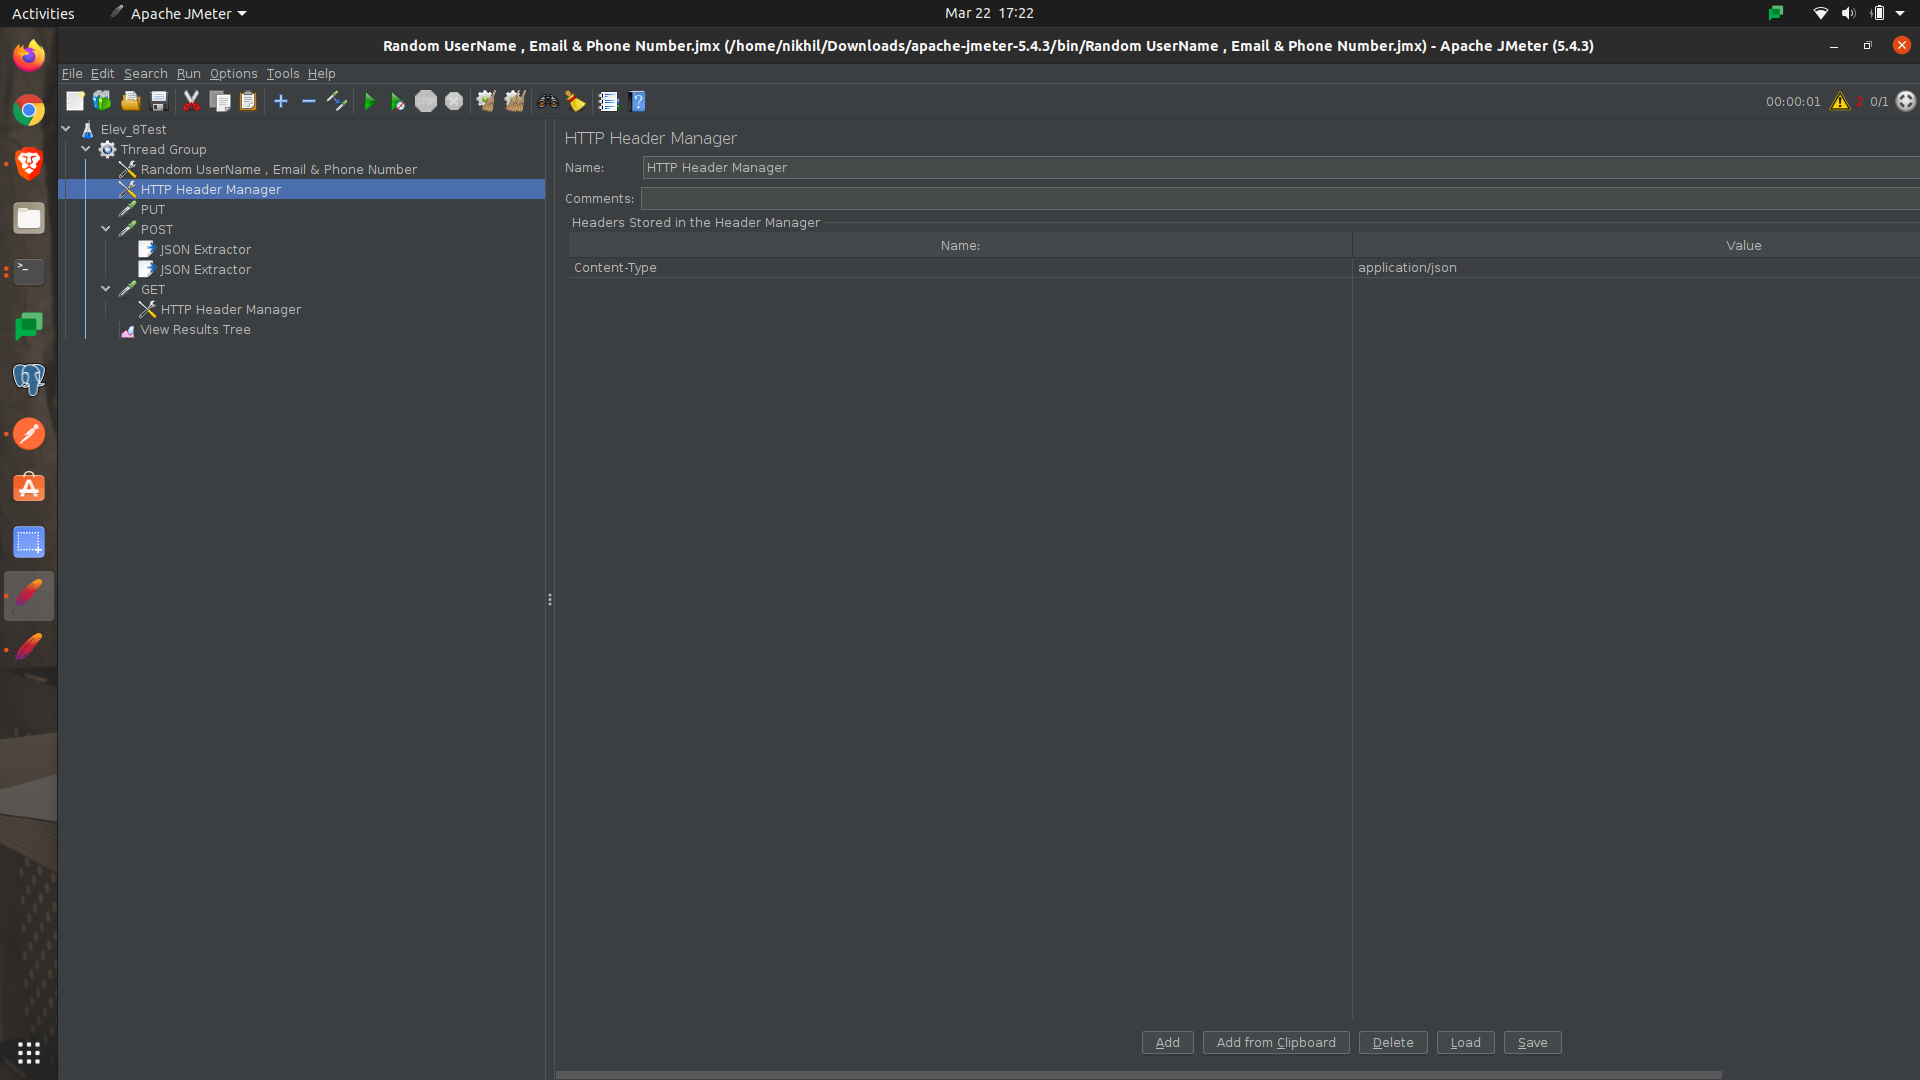 Activities
Apache JMeter
Mar 22 17:22
Random UserName , Email & Phone Number.jmx (/home/nikhil/Downloads/apache-jmeter-5.4.3/bin/Random UserName , Email & Phone Number.jmx) - Apache JMeter (5.4.3)
File Edit Search Run Options Tools Help
STOP
00:00:01 2 0/1
Elev_8Test
Thread Group
Random UserName , Email & Phone Number
HTTP Header Manager
PUT
POST
JSON Extractor
JSON Extractor
GET
HTTP Header Manager
View Results Tree
HTTP Header Manager
Name: HTTP Header Manager
Comments:
Headers Stored in the Header Manager
Name: Value
Content-Type application/json
Add Add from Clipboard Delete Load Save